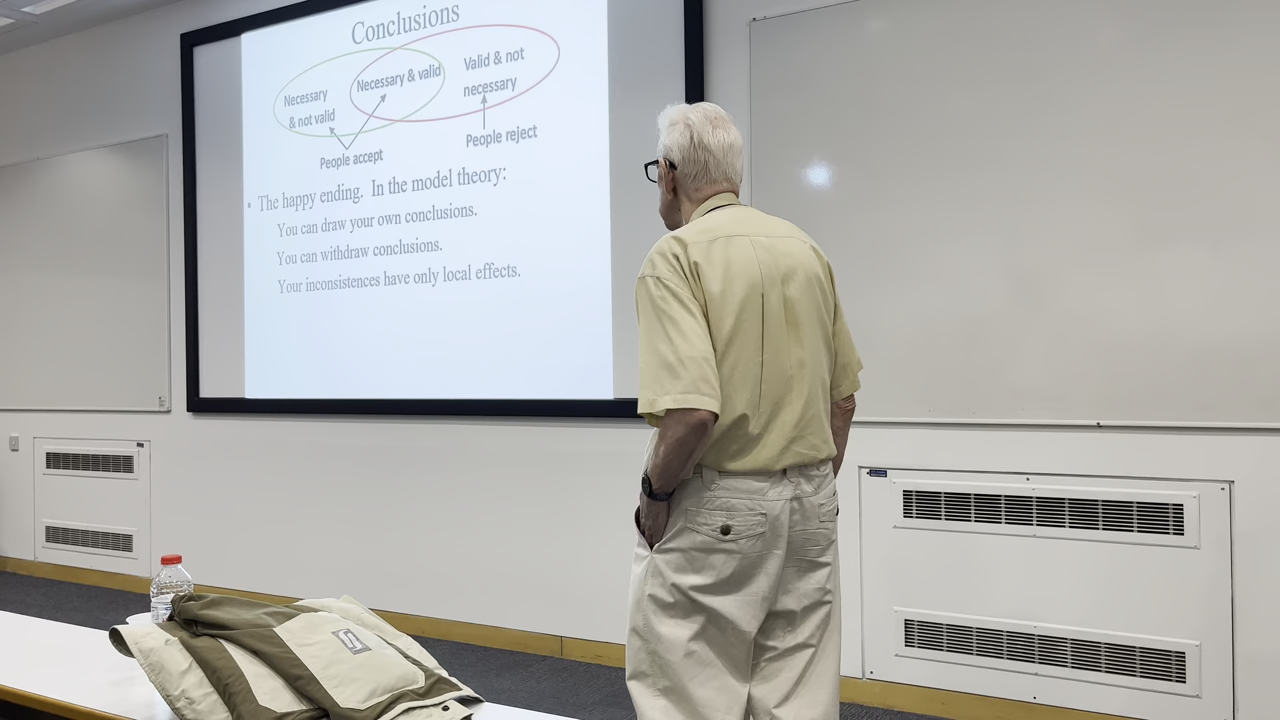 Conclusions
Necessary
& not valid
Necessary & valid
Valid & not
necessary
People accept
People reject
The happy ending. In the model theory:
You can draw your own conclusions.
You can withdraw conclusions.
Your inconsistences have only local effects.